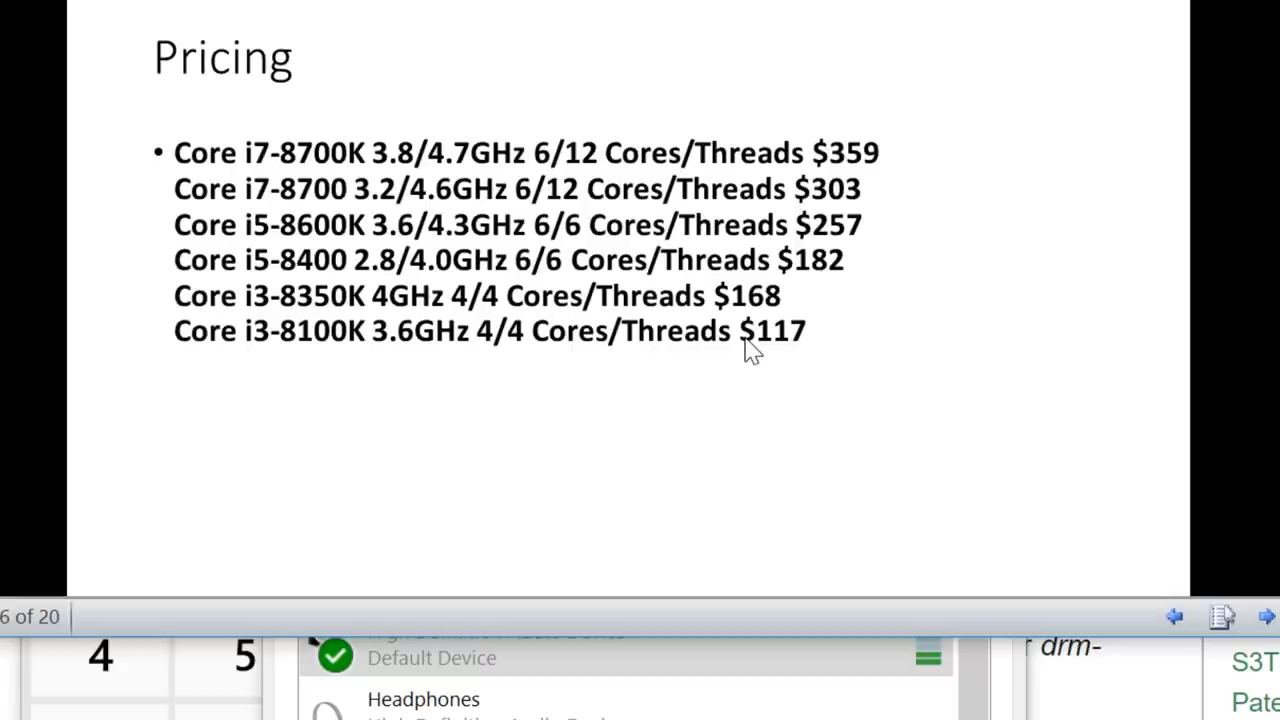 Pricing
• Core i7-8700K 3.8/4.7GHz 6/12 Cores/Threads $359
Core i7-8700 3.2/4.6GHz 6/12 Cores/Threads $303
Core i5-8600K 3.6/4.3GHz 6/6 Cores/Threads $257
Core i5-8400 2.8/4.0GHz 6/6 Cores/Threads $182
Core i3-8350K 4GHz 4/4 Cores/Threads $168
Core i3-8100K 3.6GHz 4/4 Cores/Threads $117
6 of 20
4 5
Default Device
Headphones
drm-
S3T
Pate